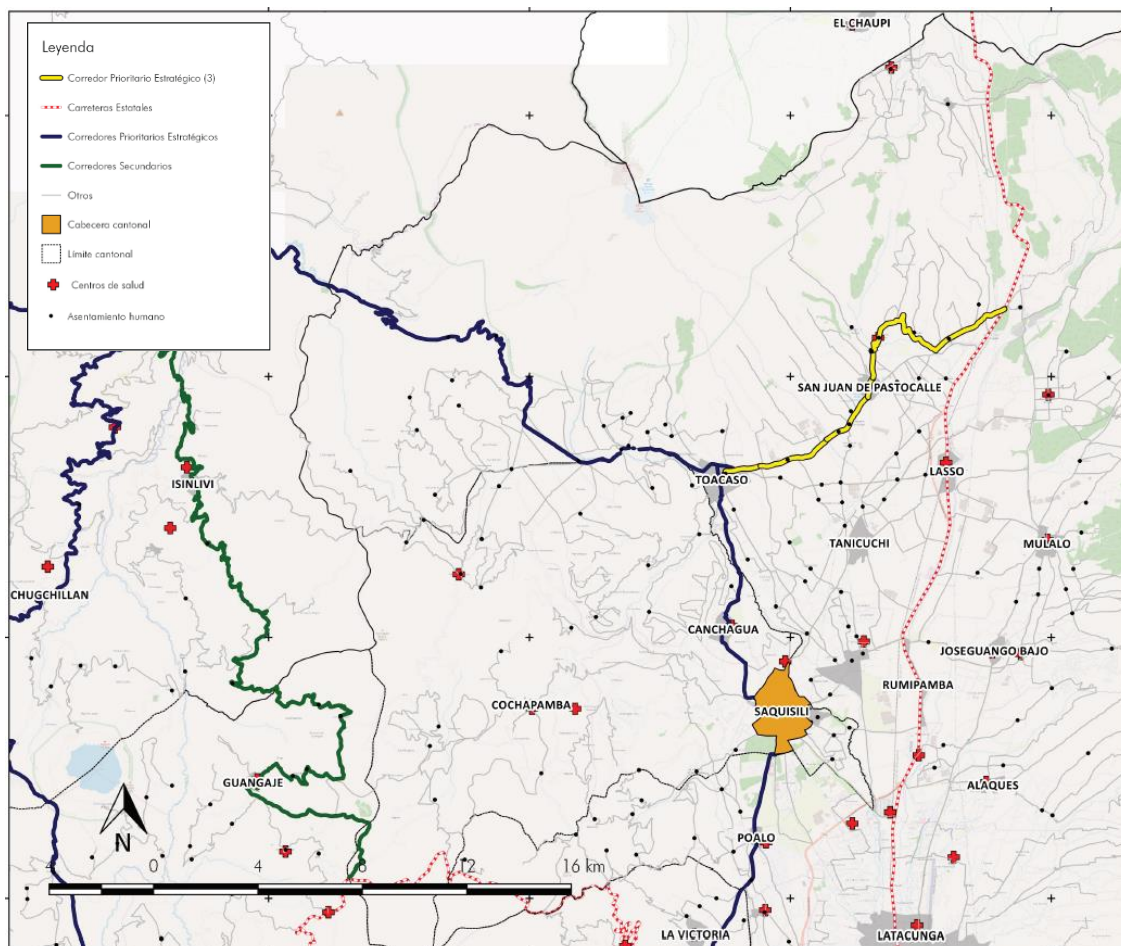 EL CHAUPI
Leyenda
Corredor Prioritario Estratégico (3)
Carreteras Estatales
Corredores Prioritarios Estratégicos
Corredores Secundarios
Otros
Cabecera cantonal
Límite cantonal
Centros de salud
Asentamiento humano
SAN JUAN DE PASTOCALLE
LASSO
TOACASO
ISINLIVI
TANICUCHI
MULALO
CHUGCHILLAN
CANCHAGUA
JOSEGUANGO BAJO
RUMIPAMBA
COCHAPAMBA
SAQUISILI
GUANGAJE
ALAQUES
N
POALO
4 0 4 8 12 16 km
LA VICTORIA
LATACUNGA